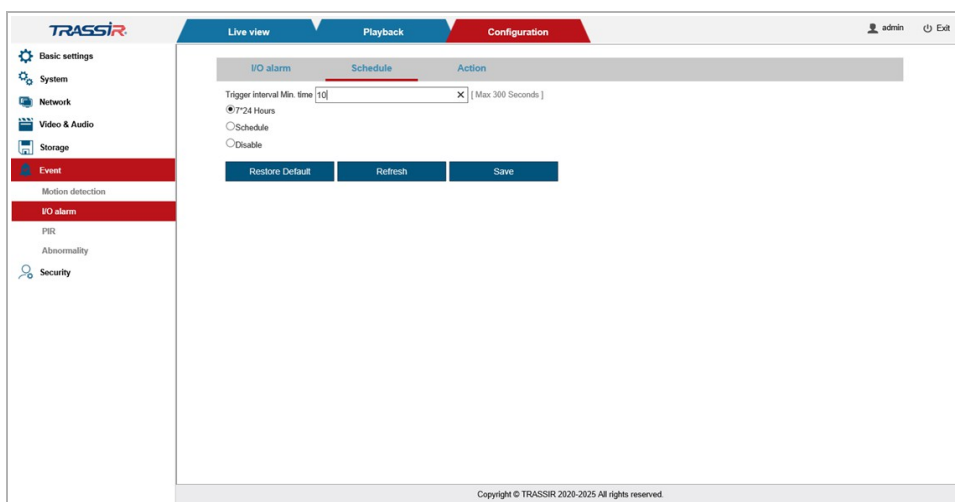 TRASSIR
Live view
Playback
Configuration
admin
Exit
Basic settings
System
Network
Video & Audio
Storage
Event
Motion detection
I/O alarm
PIR
Abnormality
Security
I/O alarm
Schedule
Action
Trigger interval Min. time 10 [ Max 300 Seconds ]
7*24 Hours
Schedule
Disable
Restore Default
Refresh
Save
Copyright © TRASSIR 2020-2025 All rights reserved.